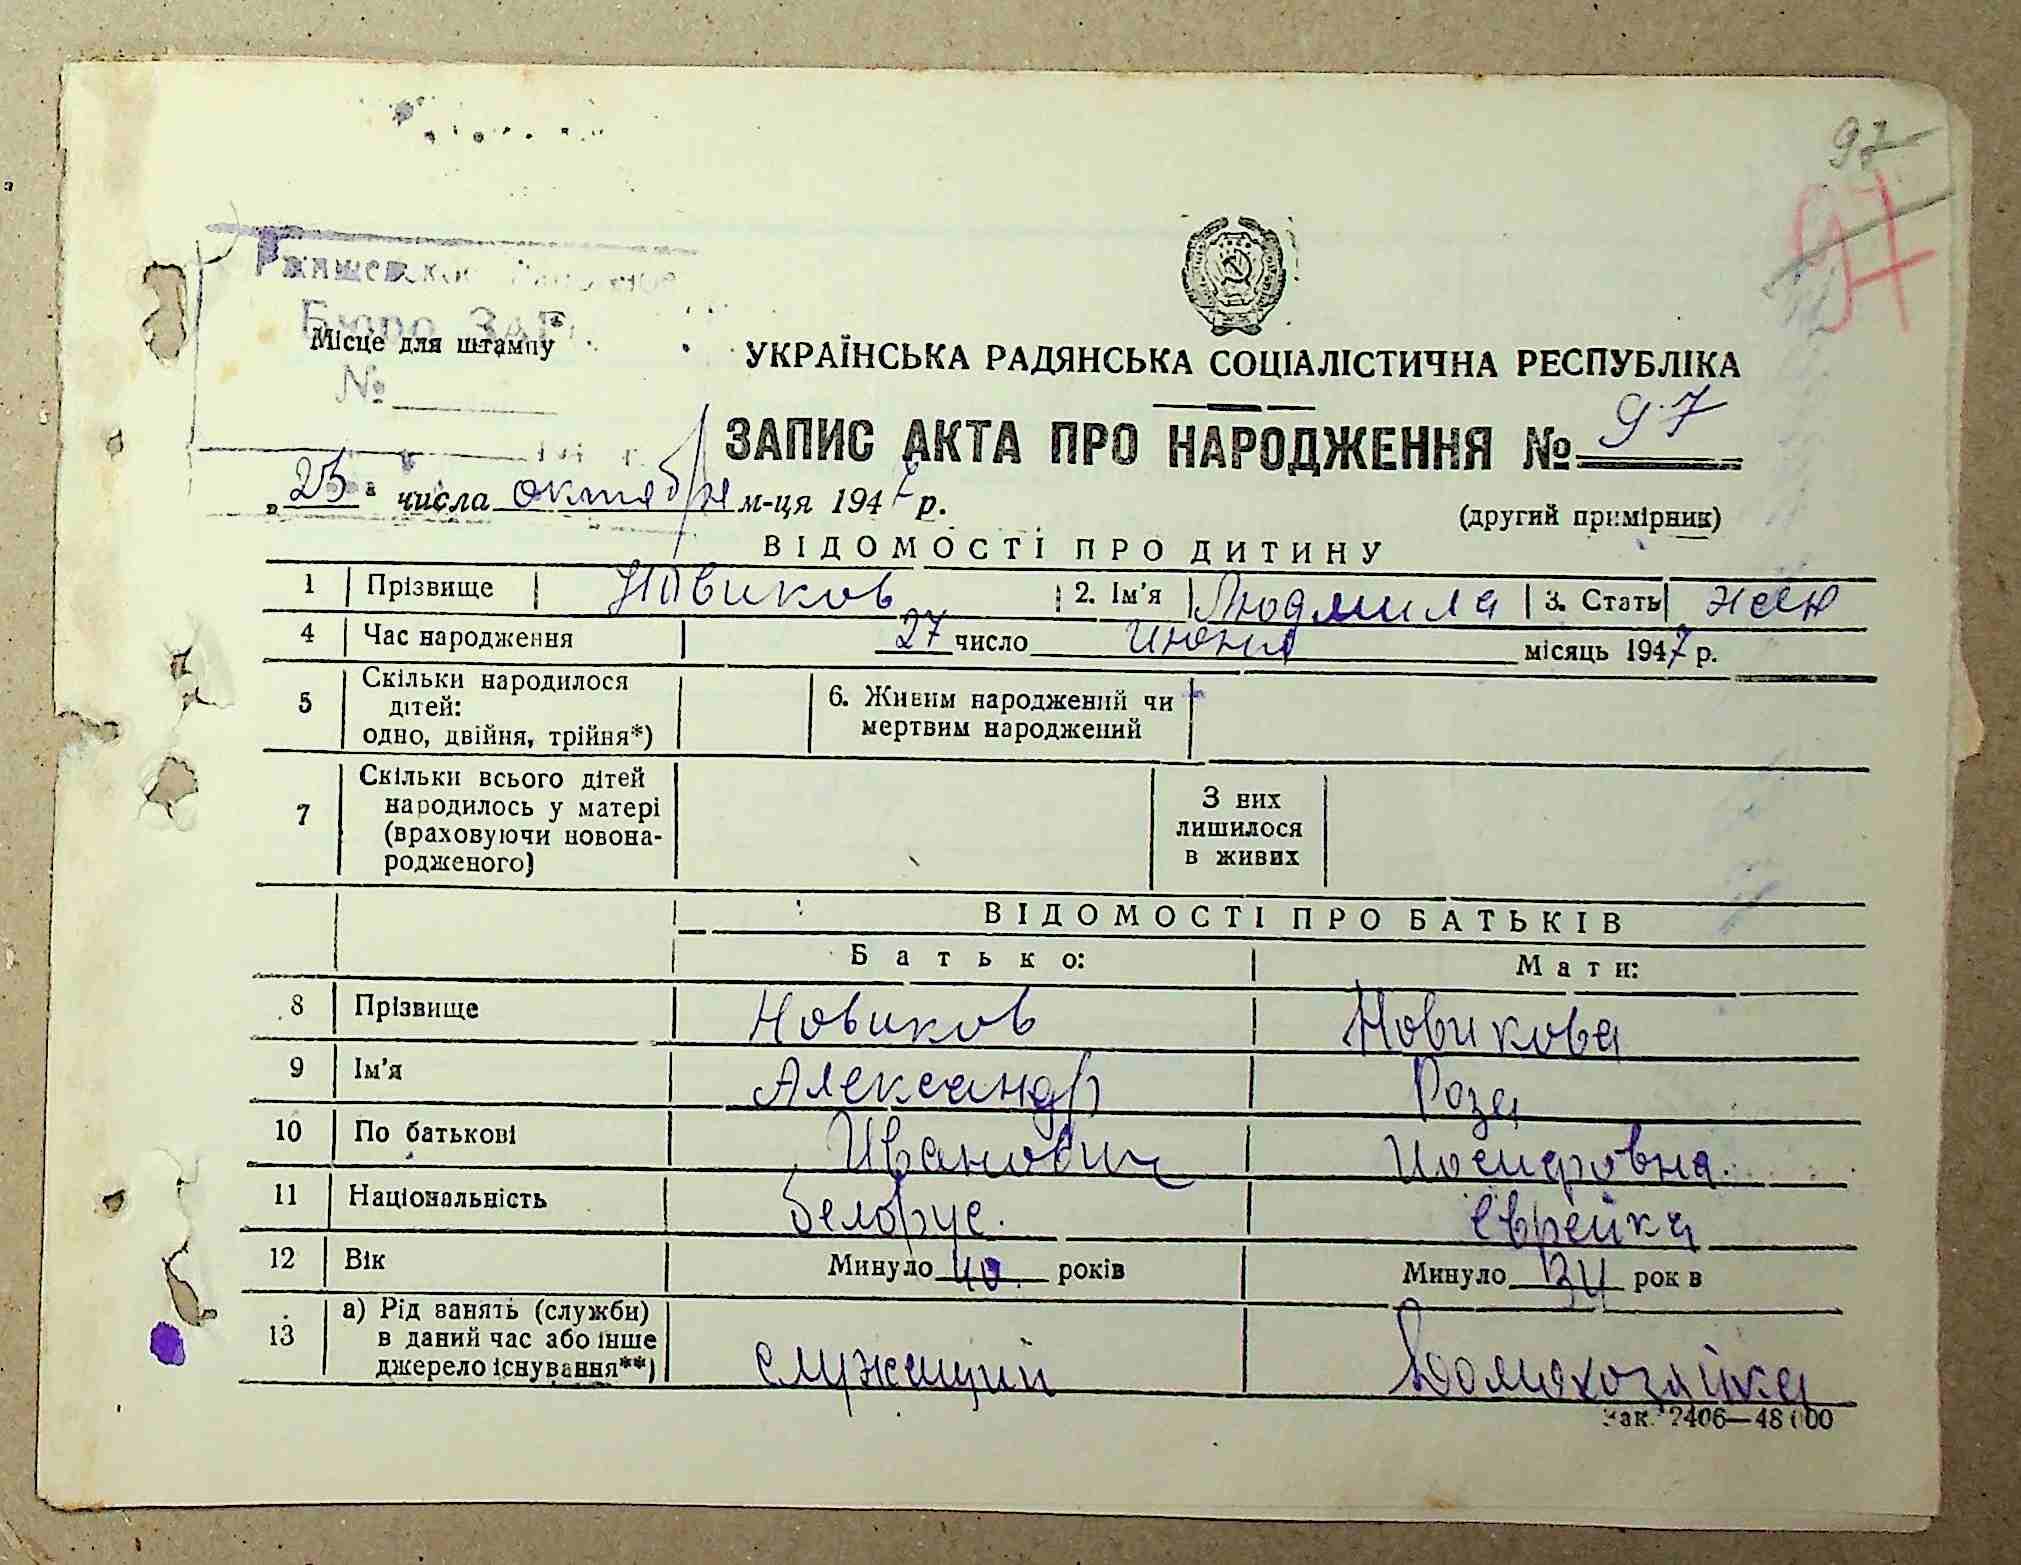 97
97
Бюро ЗАГС
Місце для штампу
№
УКРАЇНСЬКА РАДЯНСЬКА СОЦІАЛІСТИЧНА РЕСПУБЛІКА
ЗАПИС АКТА ПРО НАРОДЖЕННЯ № 97
„25“ числа октября м-ця 1947 р.
(другий примірник)
ВІДОМОСТІ ПРО ДИТИНУ
1 Прізвище Новиков 2. Ім'я Людмила 3. Стать жен
4 Час народження 27 число июня місяць 1947 р.
5 Скільки народилося дітей: одно, двійня, трійня*) 6. Живим народжений чи мертвим народжений
7 Скільки всього дітей народилось у матері (враховуючи новонародженого) З них лишилося в живих
ВІДОМОСТІ ПРО БАТЬКІВ
Батько: Мати:
8 Прізвище Новиков Новикова
9 Ім'я Александр Роза
10 По батькові Иванович Иосифовна
11 Національність белорус. еврейка
12 Вік Минуло 40 років Минуло 34 рок в
13 а) Рід занять (служби) в даний час або інше джерело існування**) служащий Домохозяйка
Зак. 2406—48000